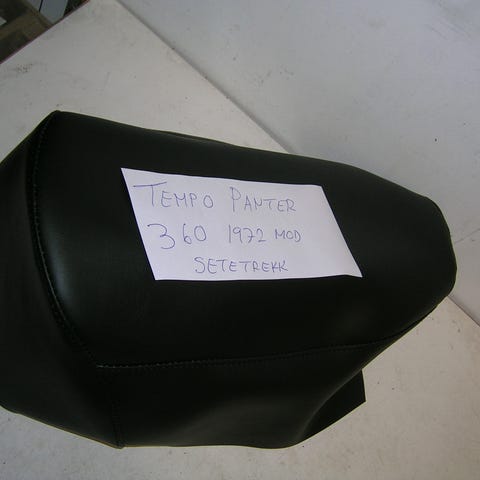 TEMPO PANTER
360 1972 MOD
SETETREKK